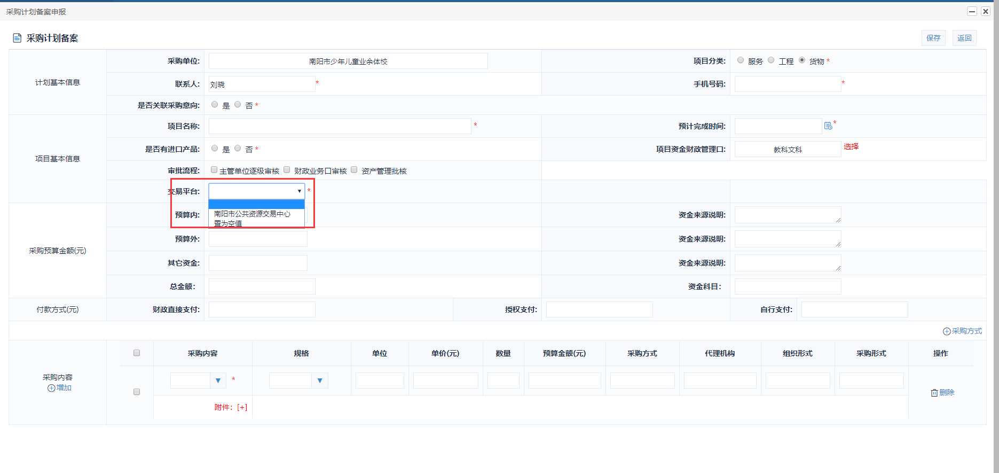 采购计划备案申报
采购计划备案
保存 返回
计划基本信息
采购单位: 南阳市少年儿童业余体校 项目分类: 服务 工程 货物 *
联系人: 刘晓 * 手机号码: *
是否关联采购意向: 是 否 *
项目基本信息
项目名称: * 预计完成时间: *
是否有进口产品: 是 否 * 项目资金财政管理口: 教科文科 选择
审批流程: 主管单位逐级审核 财政业务口审核 资产管理批核
交易平台: *
南阳市公共资源交易中心
置为空值
采购预算金额(元)
预算内: 资金来源说明:
预算外: 资金来源说明:
其它资金: 资金来源说明:
总金额： 资金科目：
付款方式(元) 财政直接支付: 授权支付: 自行支付:
采购方式
采购内容
增加
采购内容 规格 单位 单价(元) 数量 预算金额(元) 采购方式 代理机构 组织形式 采购形式 操作
*
删除
附件：[+]